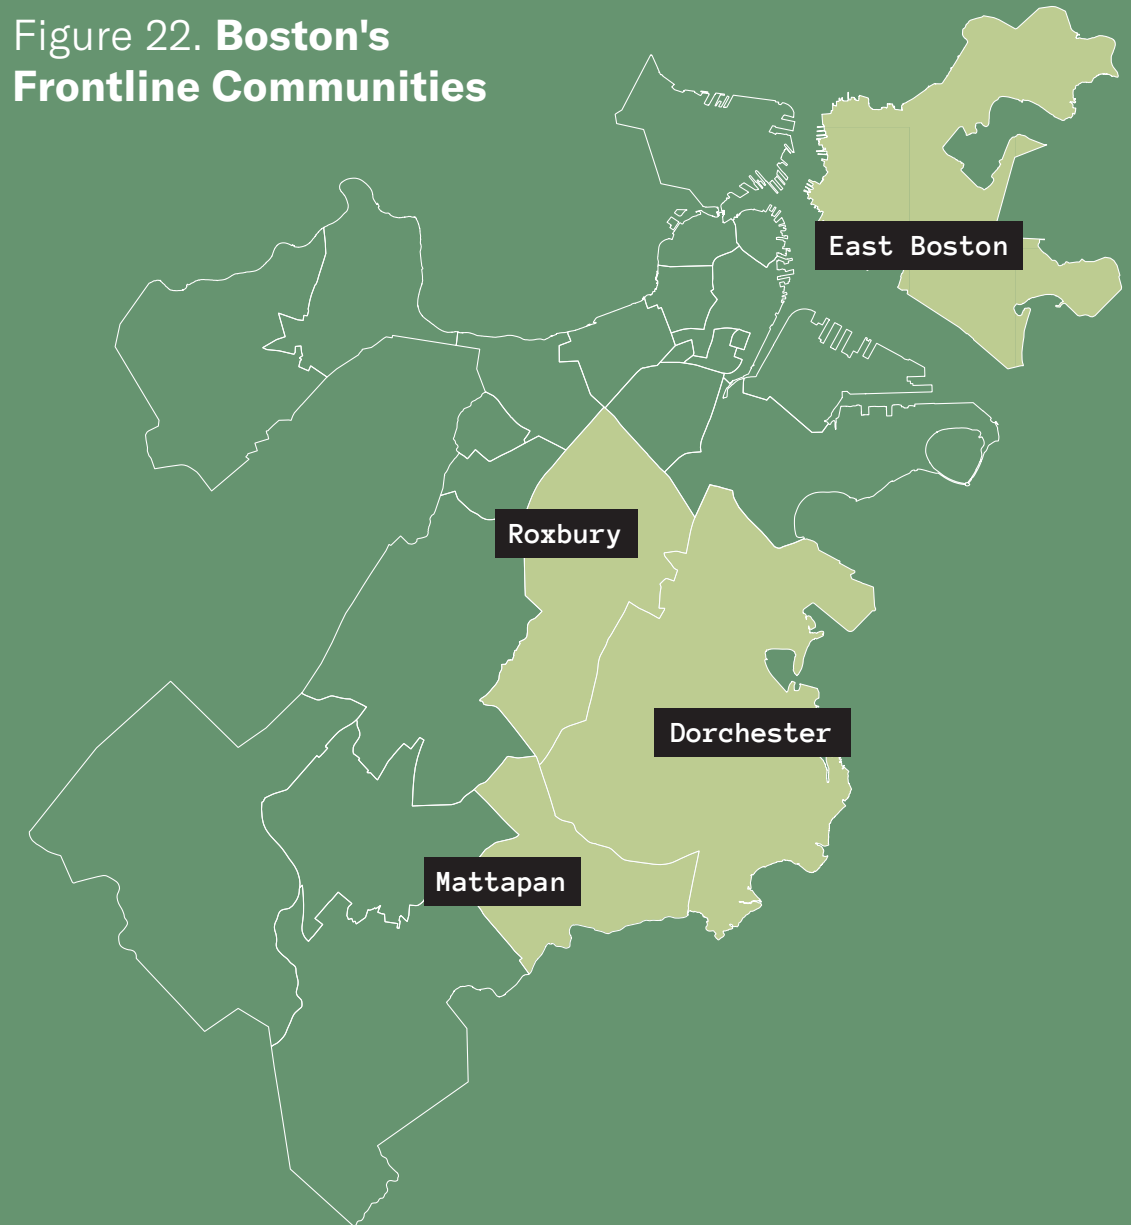 Figure 22. Boston's
Frontline Communities
East Boston
Roxbury
Dorchester
Mattapan